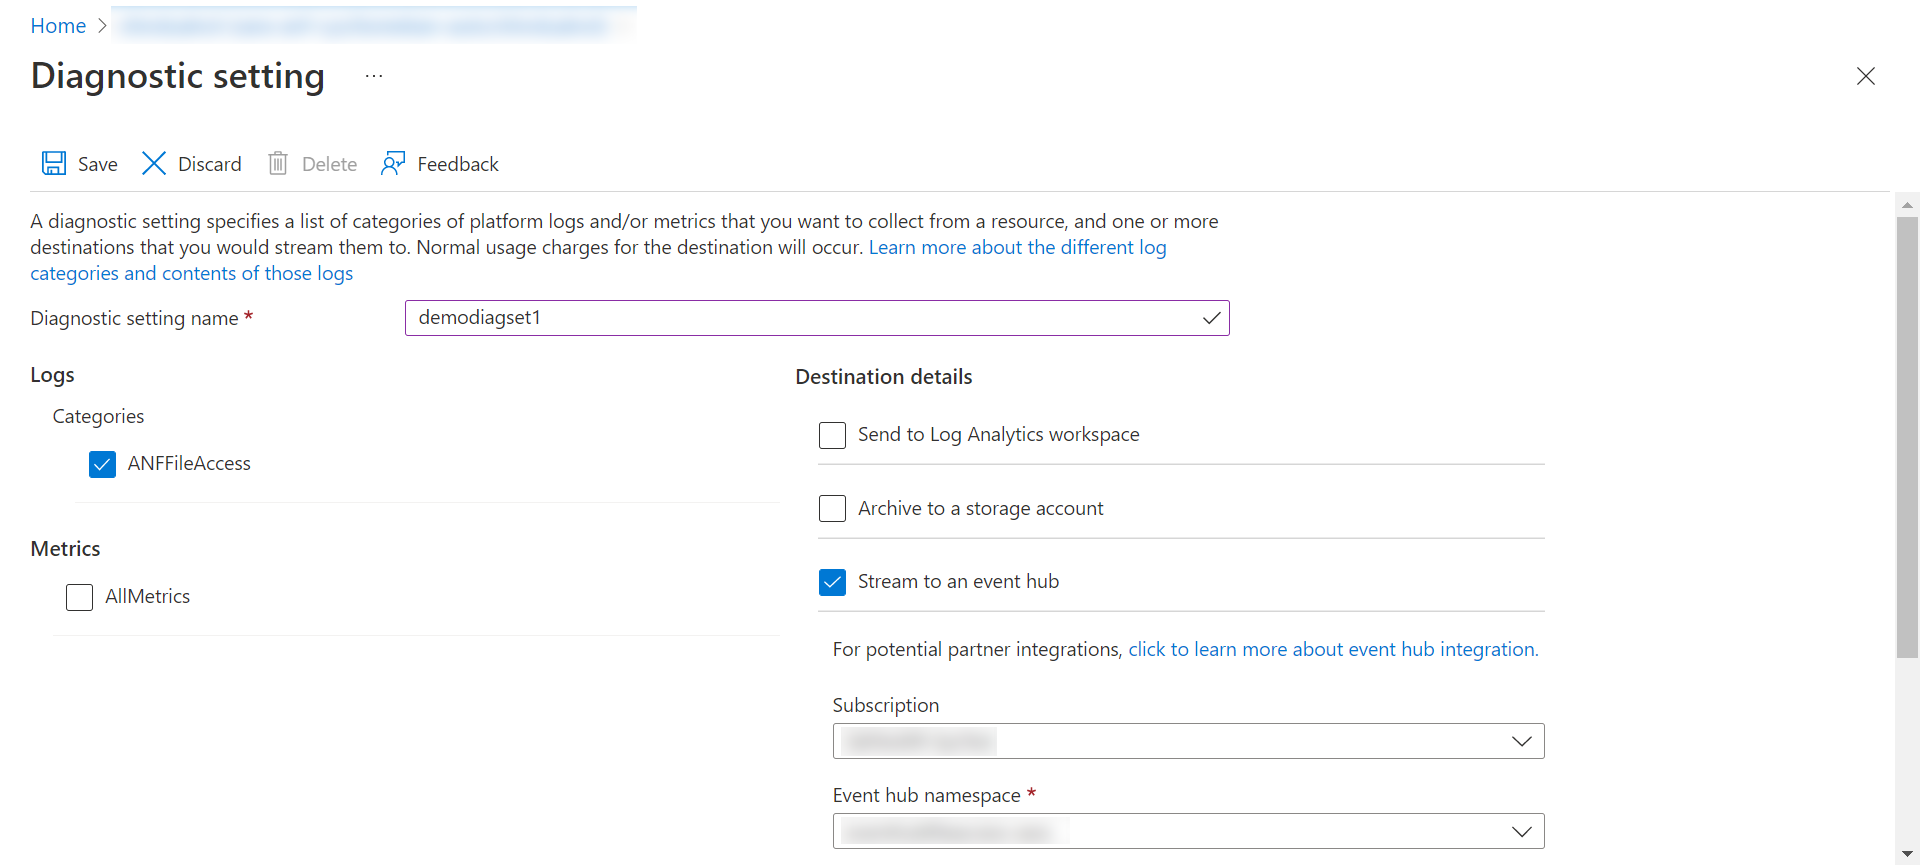 Home
Diagnostic setting ...
Save Discard Delete Feedback
A diagnostic setting specifies a list of categories of platform logs and/or metrics that you want to collect from a resource, and one or more
destinations that you would stream them to. Normal usage charges for the destination will occur. Learn more about the different log
categories and contents of those logs
Diagnostic setting name *
demodiagset1
Logs
Categories
ANFFileAccess
Metrics
AllMetrics
Destination details
Send to Log Analytics workspace
Archive to a storage account
Stream to an event hub
For potential partner integrations, click to learn more about event hub integration.
Subscription
Event hub namespace *